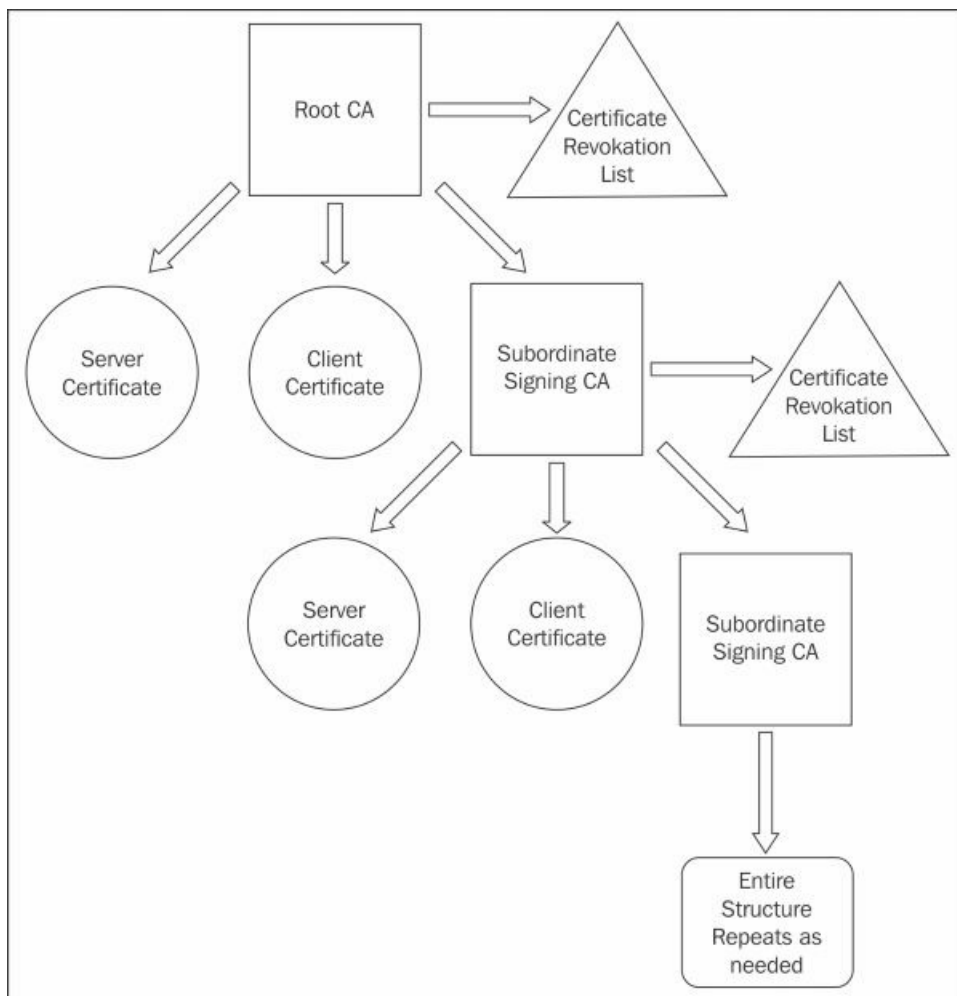 Root CA
Certificate
Revokation
List
Server
Certificate
Client
Certificate
Subordinate
Signing CA
Certificate
Revokation
List
Server
Certificate
Client
Certificate
Subordinate
Signing CA
Entire
Structure
Repeats as
needed